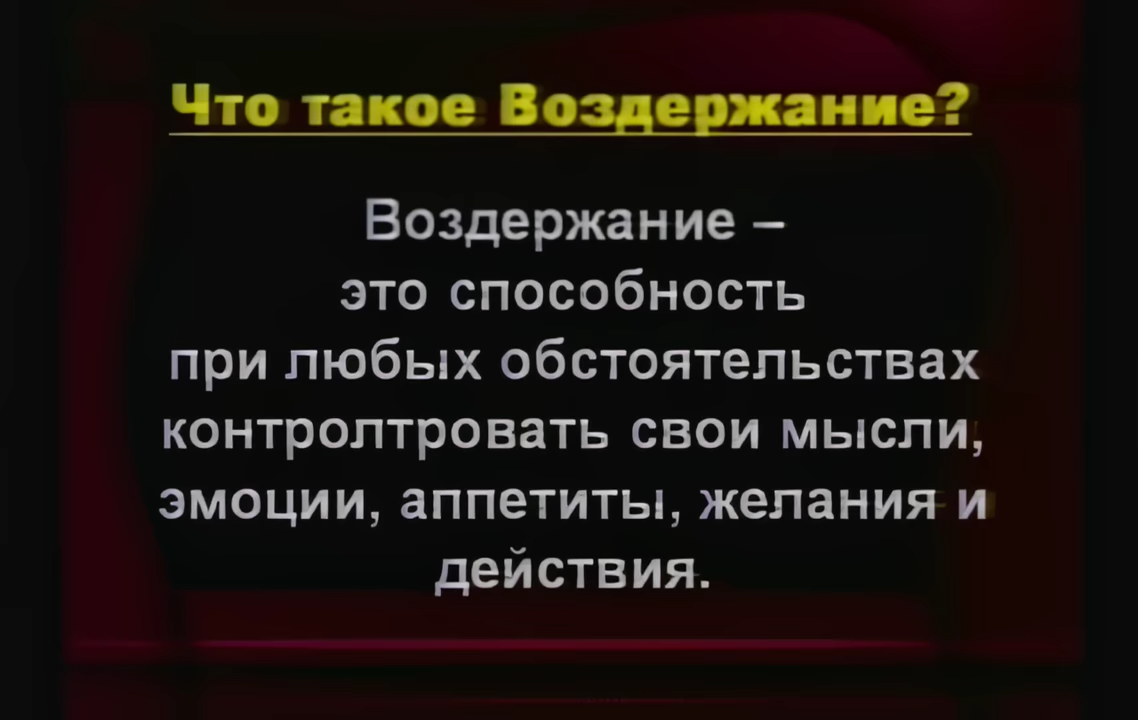 Что такое Воздержание?
Воздержание –
это способность
при любых обстоятельствах
контролтровать свои мысли,
эмоции, аппетиты, желания и
действия.